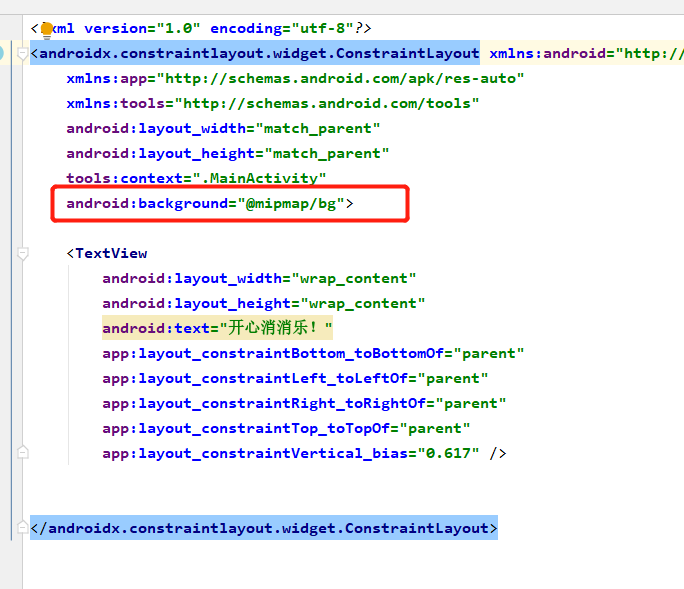 <?xml version="1.0" encoding="utf-8"?>
<androidx.constraintlayout.widget.ConstraintLayout xmlns:android="http://
xmlns:app="http://schemas.android.com/apk/res-auto"
xmlns:tools="http://schemas.android.com/tools"
android:layout_width="match_parent"
android:layout_height="match_parent"
tools:context=".MainActivity"
android:background="@mipmap/bg">
<TextView
android:layout_width="wrap_content"
android:layout_height="wrap_content"
android:text="开心消消乐！"
app:layout_constraintBottom_toBottomOf="parent"
app:layout_constraintLeft_toLeftOf="parent"
app:layout_constraintRight_toRightOf="parent"
app:layout_constraintTop_toTopOf="parent"
app:layout_constraintVertical_bias="0.617" />
</androidx.constraintlayout.widget.ConstraintLayout>